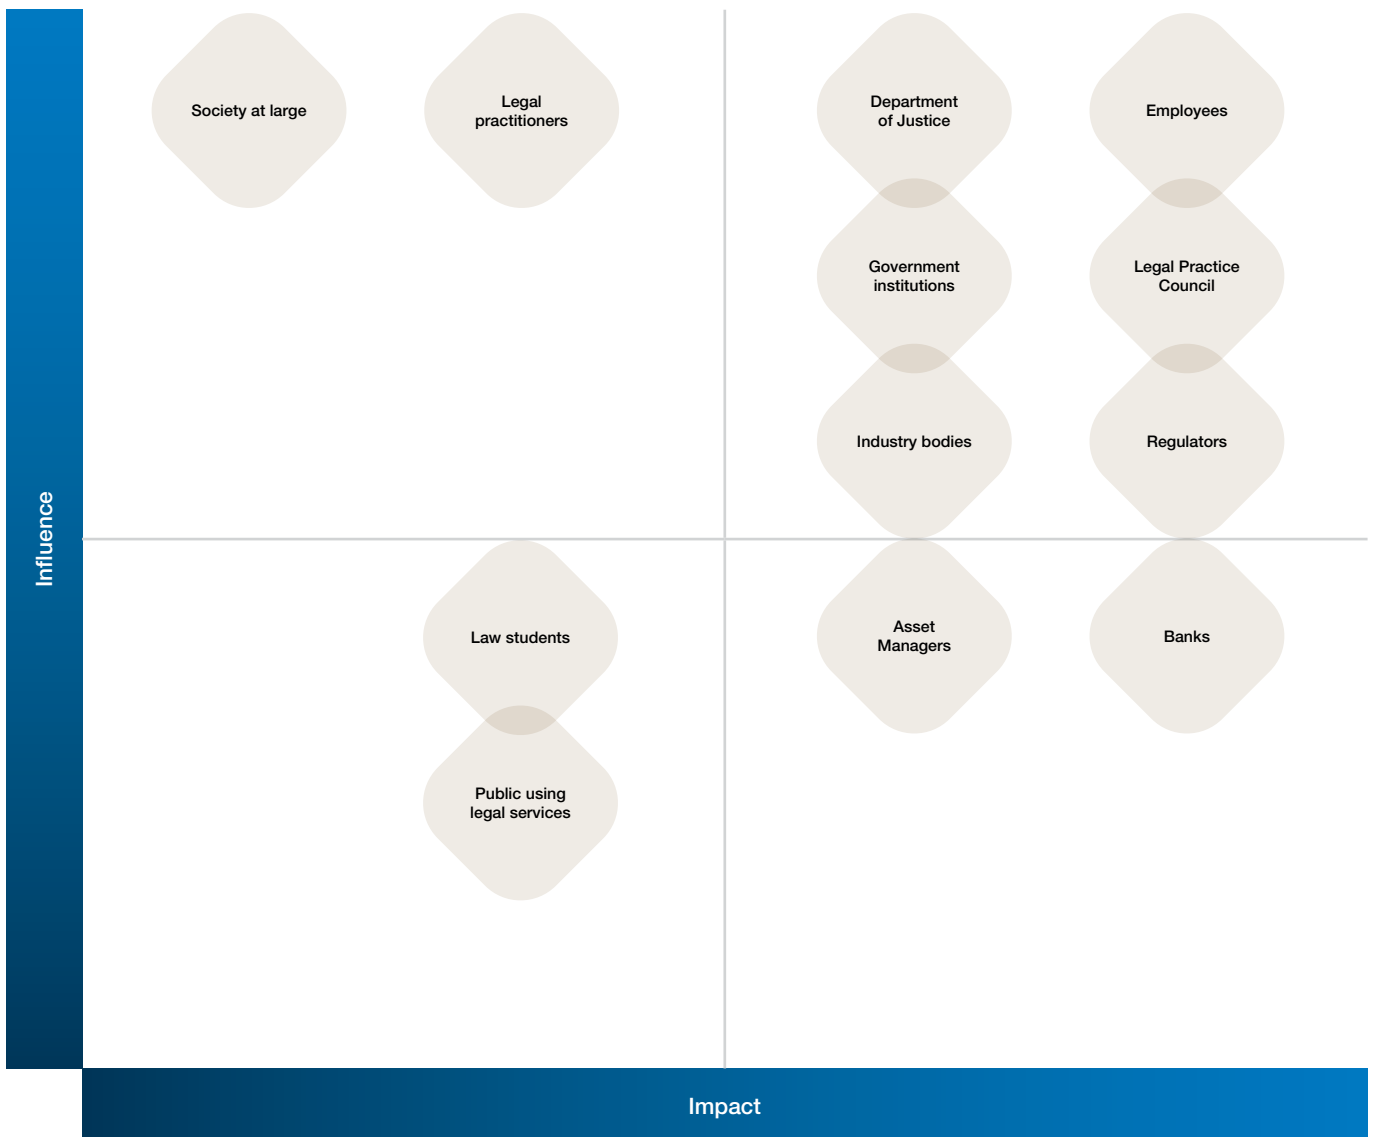 Society at large
Legal
practitioners
Department
of Justice
Employees
Government
institutions
Legal Practice
Council
Industry bodies
Regulators
Influence
Law students
Asset
Managers
Banks
Public using
legal services
Impact